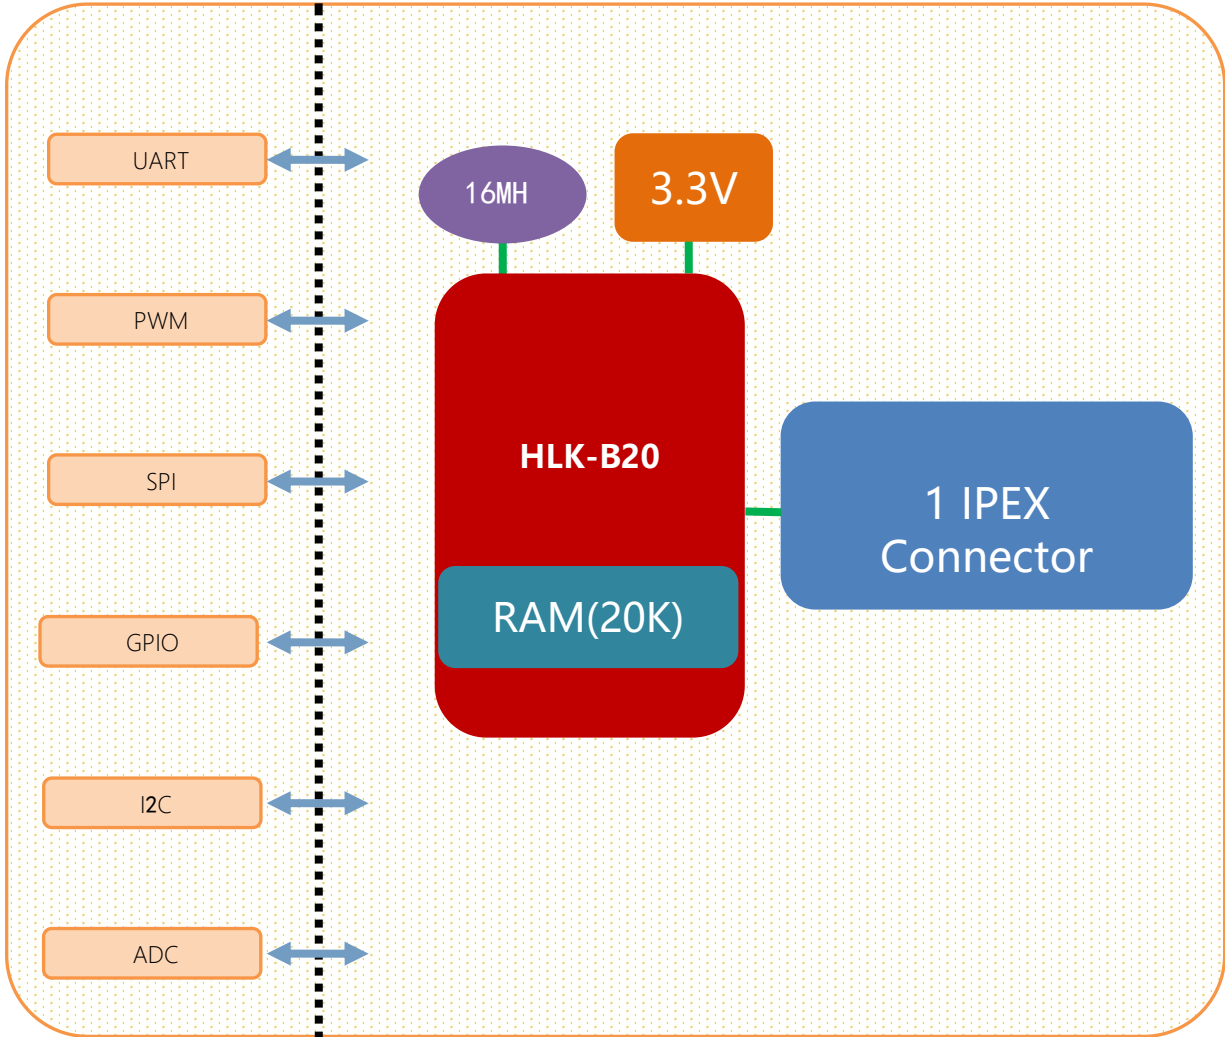 UART
16MH
3.3V
PWM
HLK-B20
SPI
1 IPEX
Connector
RAM(20K)
GPIO
I2C
ADC